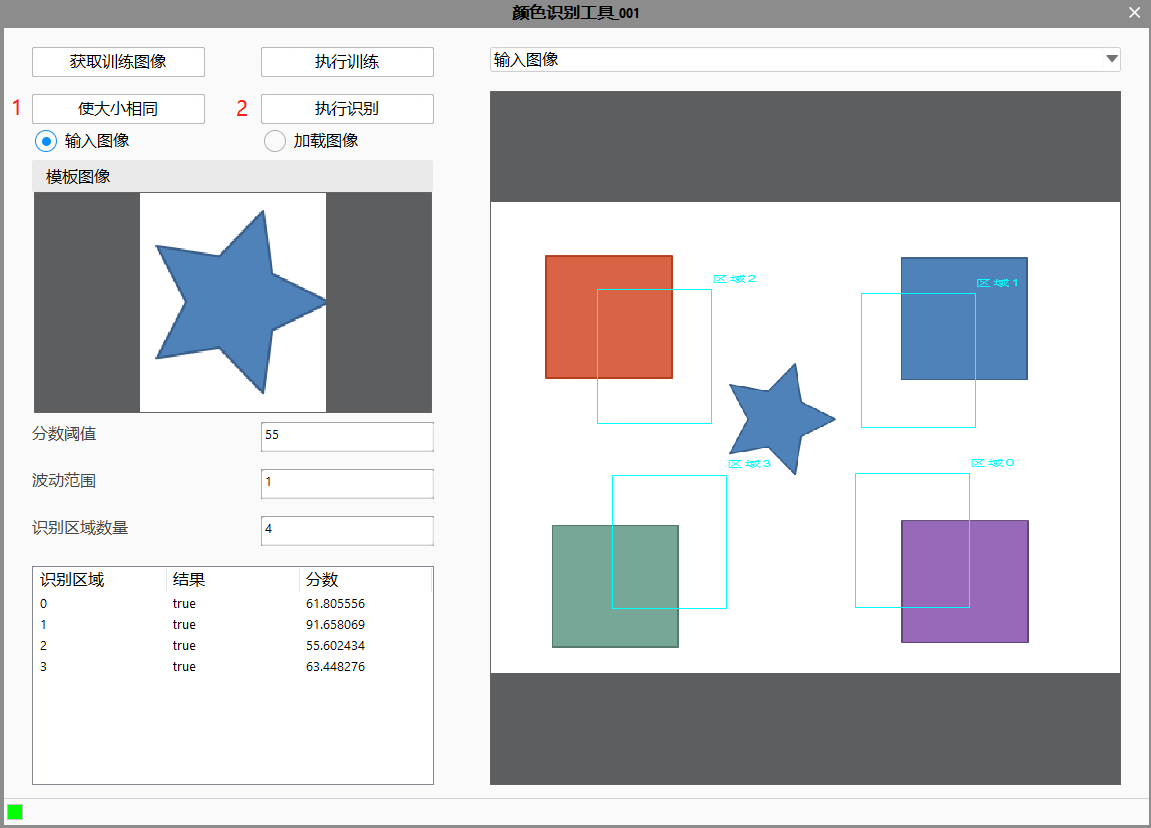 颜色识别工具_001
获取训练图像 执行训练
1 使大小相同 2 执行识别
输入图像 加载图像
模板图像
分数阈值 55
波动范围 1
识别区域数量 4
识别区域 结果 分数
0 true 61.805556
1 true 91.658069
2 true 55.602434
3 true 63.448276
输入图像
区域2
区域1
区域3
区域0